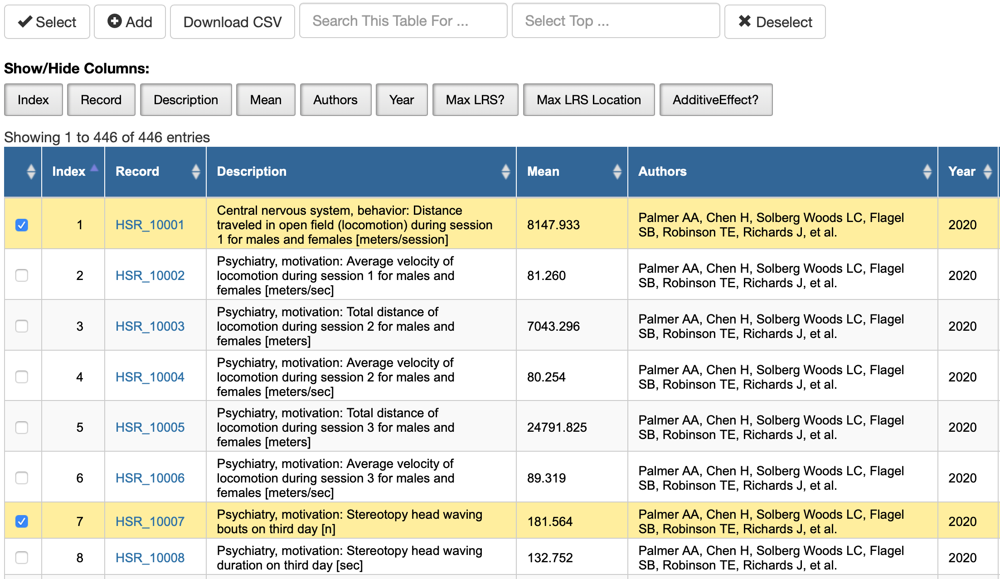 Select Add Download CSV Search This Table For ... Select Top ... Deselect
Show/Hide Columns:
Index Record Description Mean Authors Year Max LRS? Max LRS Location AdditiveEffect?
Showing 1 to 446 of 446 entries
Index Record Description Mean Authors Year
Central nervous system, behavior: Distance
traveled in open field (locomotion) during session
1 for males and females [meters/session]
1 HSR_10001 8147.933
Palmer AA, Chen H, Solberg Woods LC, Flagel
SB, Robinson TE, Richards J, et al.
2020
Psychiatry, motivation: Average velocity of
locomotion during session 1 for males and
females [meters/sec]
2 HSR_10002 81.260
Palmer AA, Chen H, Solberg Woods LC, Flagel
SB, Robinson TE, Richards J, et al.
2020
Psychiatry, motivation: Total distance of
locomotion during session 2 for males and
females [meters]
3 HSR_10003 7043.296
Palmer AA, Chen H, Solberg Woods LC, Flagel
SB, Robinson TE, Richards J, et al.
2020
Psychiatry, motivation: Average velocity of
locomotion during session 2 for males and
females [meters/sec]
4 HSR_10004 80.254
Palmer AA, Chen H, Solberg Woods LC, Flagel
SB, Robinson TE, Richards J, et al.
2020
Psychiatry, motivation: Total distance of
locomotion during session 3 for males and
females [meters]
5 HSR_10005 24791.825
Palmer AA, Chen H, Solberg Woods LC, Flagel
SB, Robinson TE, Richards J, et al.
2020
Psychiatry, motivation: Average velocity of
locomotion during session 3 for males and
females [meters/sec]
6 HSR_10006 89.319
Palmer AA, Chen H, Solberg Woods LC, Flagel
SB, Robinson TE, Richards J, et al.
2020
Psychiatry, motivation: Stereotopy head waving
bouts on third day [n]
7 HSR_10007 181.564
Palmer AA, Chen H, Solberg Woods LC, Flagel
SB, Robinson TE, Richards J, et al.
2020
Psychiatry, motivation: Stereotopy head waving
duration on third day [sec]
8 HSR_10008 132.752
Palmer AA, Chen H, Solberg Woods LC, Flagel
SB, Robinson TE, Richards J, et al.
2020